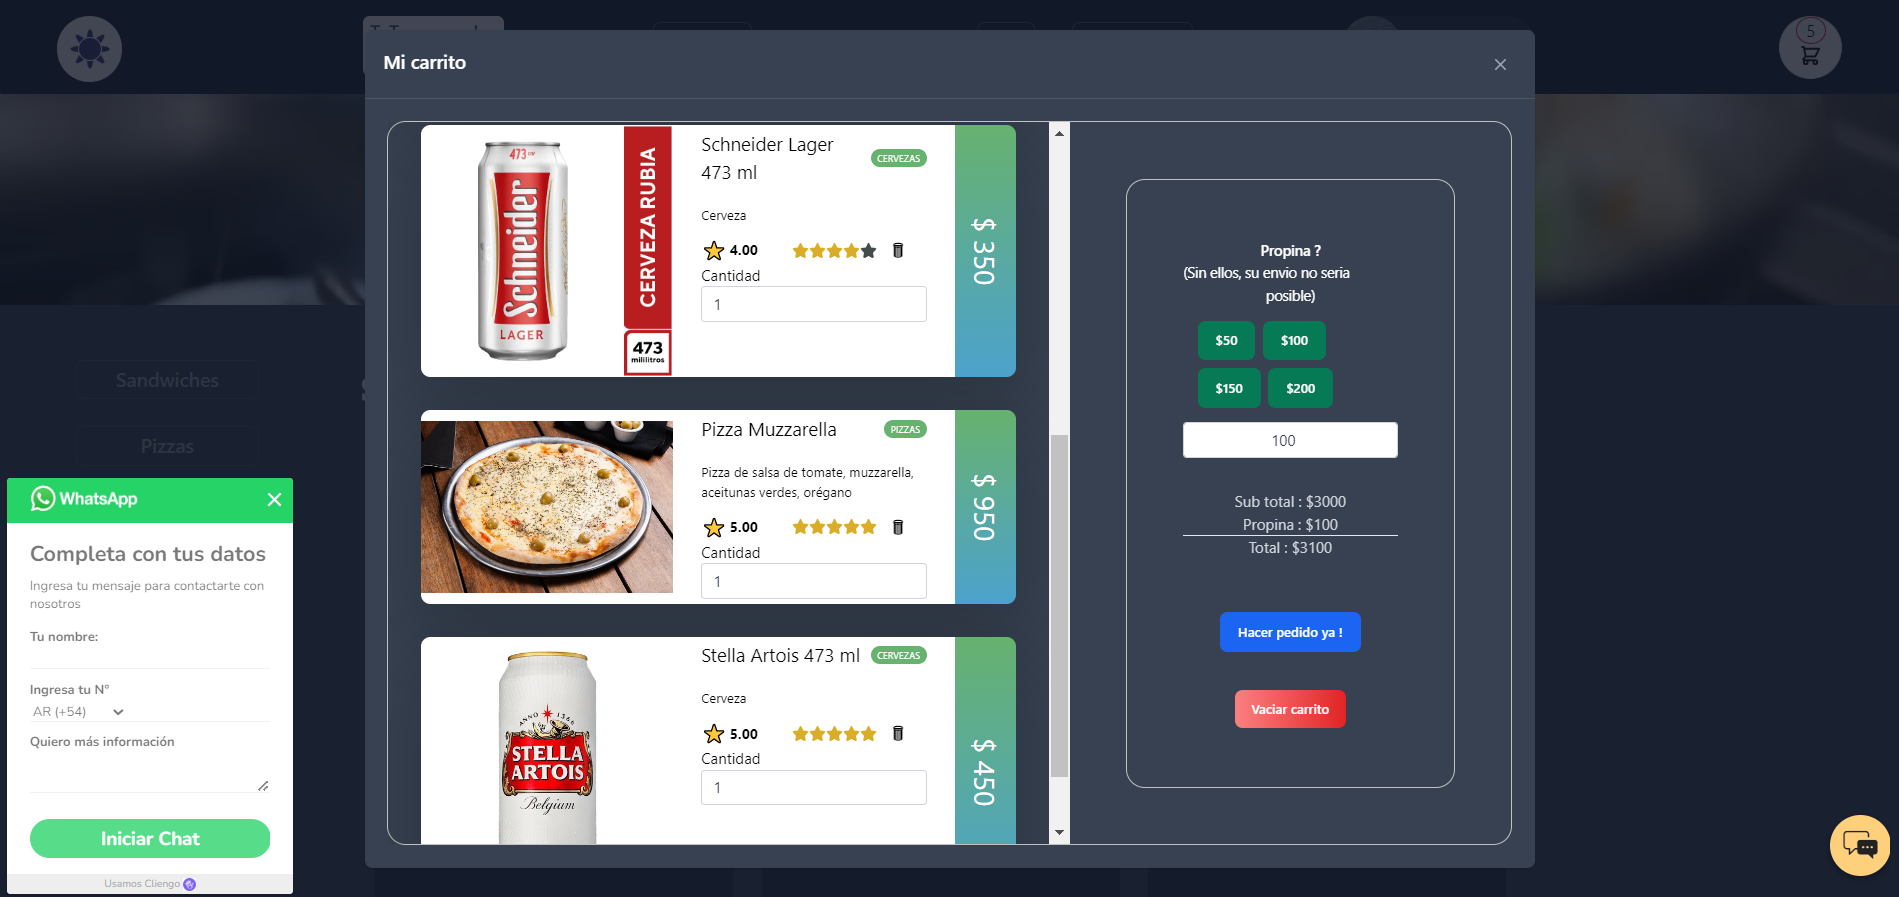 5
Mi carrito
473
Schneider
LAGER
CERVEZA RUBIA
473
mililitros
Schneider Lager
473 ml
CERVEZAS
Cerveza
4.00
Cantidad
1
$ 350
Pizza Muzzarella
PIZZAS
Pizza de salsa de tomate, muzzarella,
aceitunas verdes, orégano
5.00
Cantidad
1
$ 950
ANNO 1366
STELLA
ARTOIS
Belgium
Stella Artois 473 ml
CERVEZAS
Cerveza
5.00
Cantidad
1
$ 450
Propina ?
(Sin ellos, su envio no seria
posible)
$50
$100
$150
$200
100
Sub total : $3000
Propina : $100
Total : $3100
Hacer pedido ya !
Vaciar carrito
Sandwiches
Pizzas
WhatsApp
Completa con tus datos
Ingresa tu mensaje para contactarte con
nosotros
Tu nombre:
Ingresa tu N°
AR (+54)
Quiero más información
Iniciar Chat
Usamos Cliengo